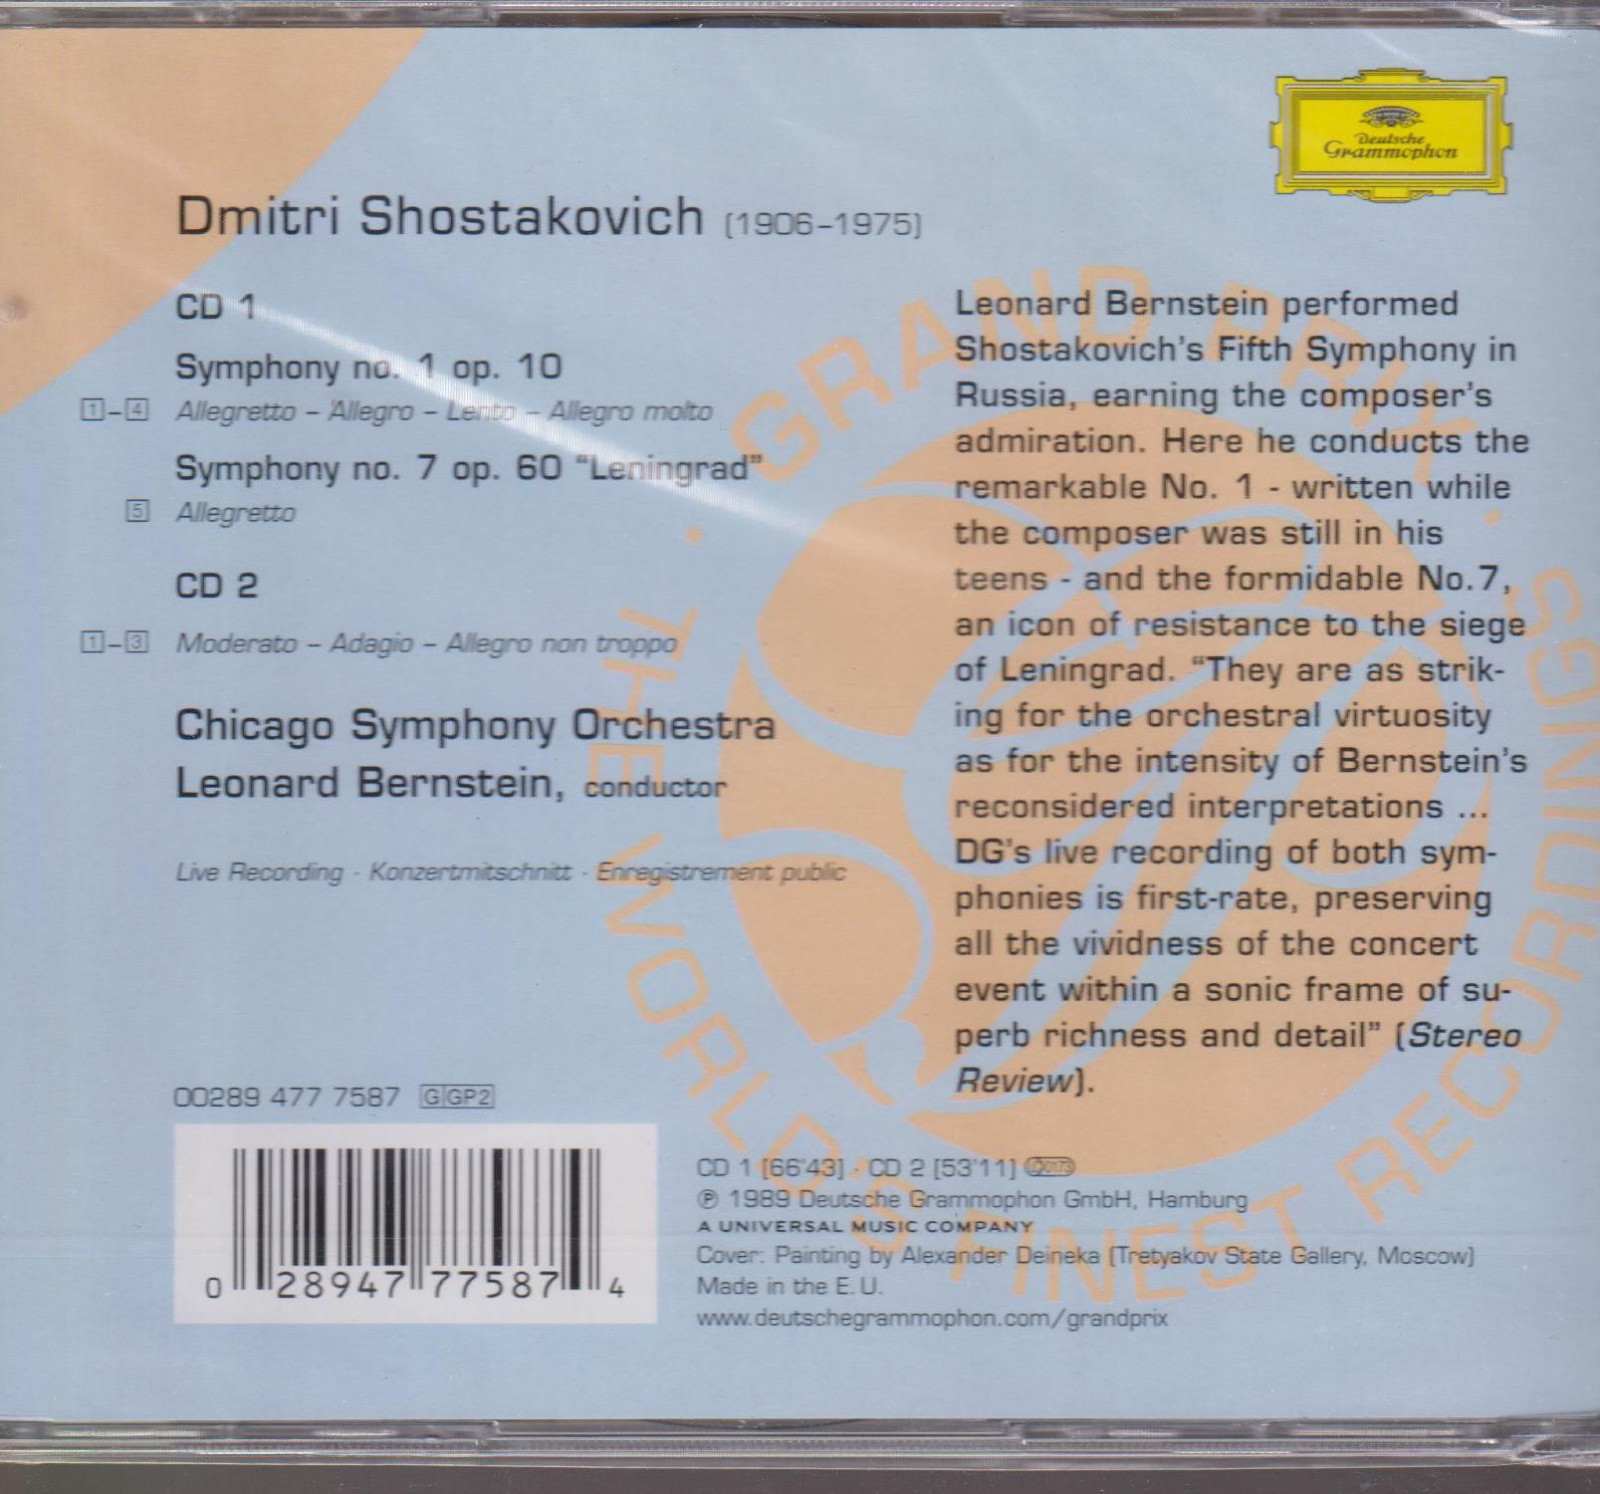 Deutsche
Grammophon
Dmitri Shostakovich (1906–1975)
CD 1
Symphony no. 1 op. 10
1–4 Allegretto – Allegro – Lento – Allegro molto
Symphony no. 7 op. 60 “Leningrad”
5 Allegretto
CD 2
1–3 Moderato – Adagio – Allegro non troppo
Chicago Symphony Orchestra
Leonard Bernstein, conductor
Live Recording · Konzertmitschnitt · Enregistrement public
Leonard Bernstein performed
Shostakovich’s Fifth Symphony in
Russia, earning the composer’s
admiration. Here he conducts the
remarkable No. 1 - written while
the composer was still in his
teens - and the formidable No.7,
an icon of resistance to the siege
of Leningrad. “They are as strik-
ing for the orchestral virtuosity
as for the intensity of Bernstein’s
reconsidered interpretations ...
DG’s live recording of both sym-
phonies is first-rate, preserving
all the vividness of the concert
event within a sonic frame of su-
perb richness and detail” (Stereo
Review).
· GRAND PRIX ·
THE WORLD'S FINEST RECORDINGS
00289 477 7587 G GP2
0 28947 77587 4
CD 1 [66'43] · CD 2 [53'11] 00173
℗ 1989 Deutsche Grammophon GmbH, Hamburg
A UNIVERSAL MUSIC COMPANY
Cover: Painting by Alexander Deineka (Tretyakov State Gallery, Moscow)
Made in the E. U.
www.deutschegrammophon.com/grandprix